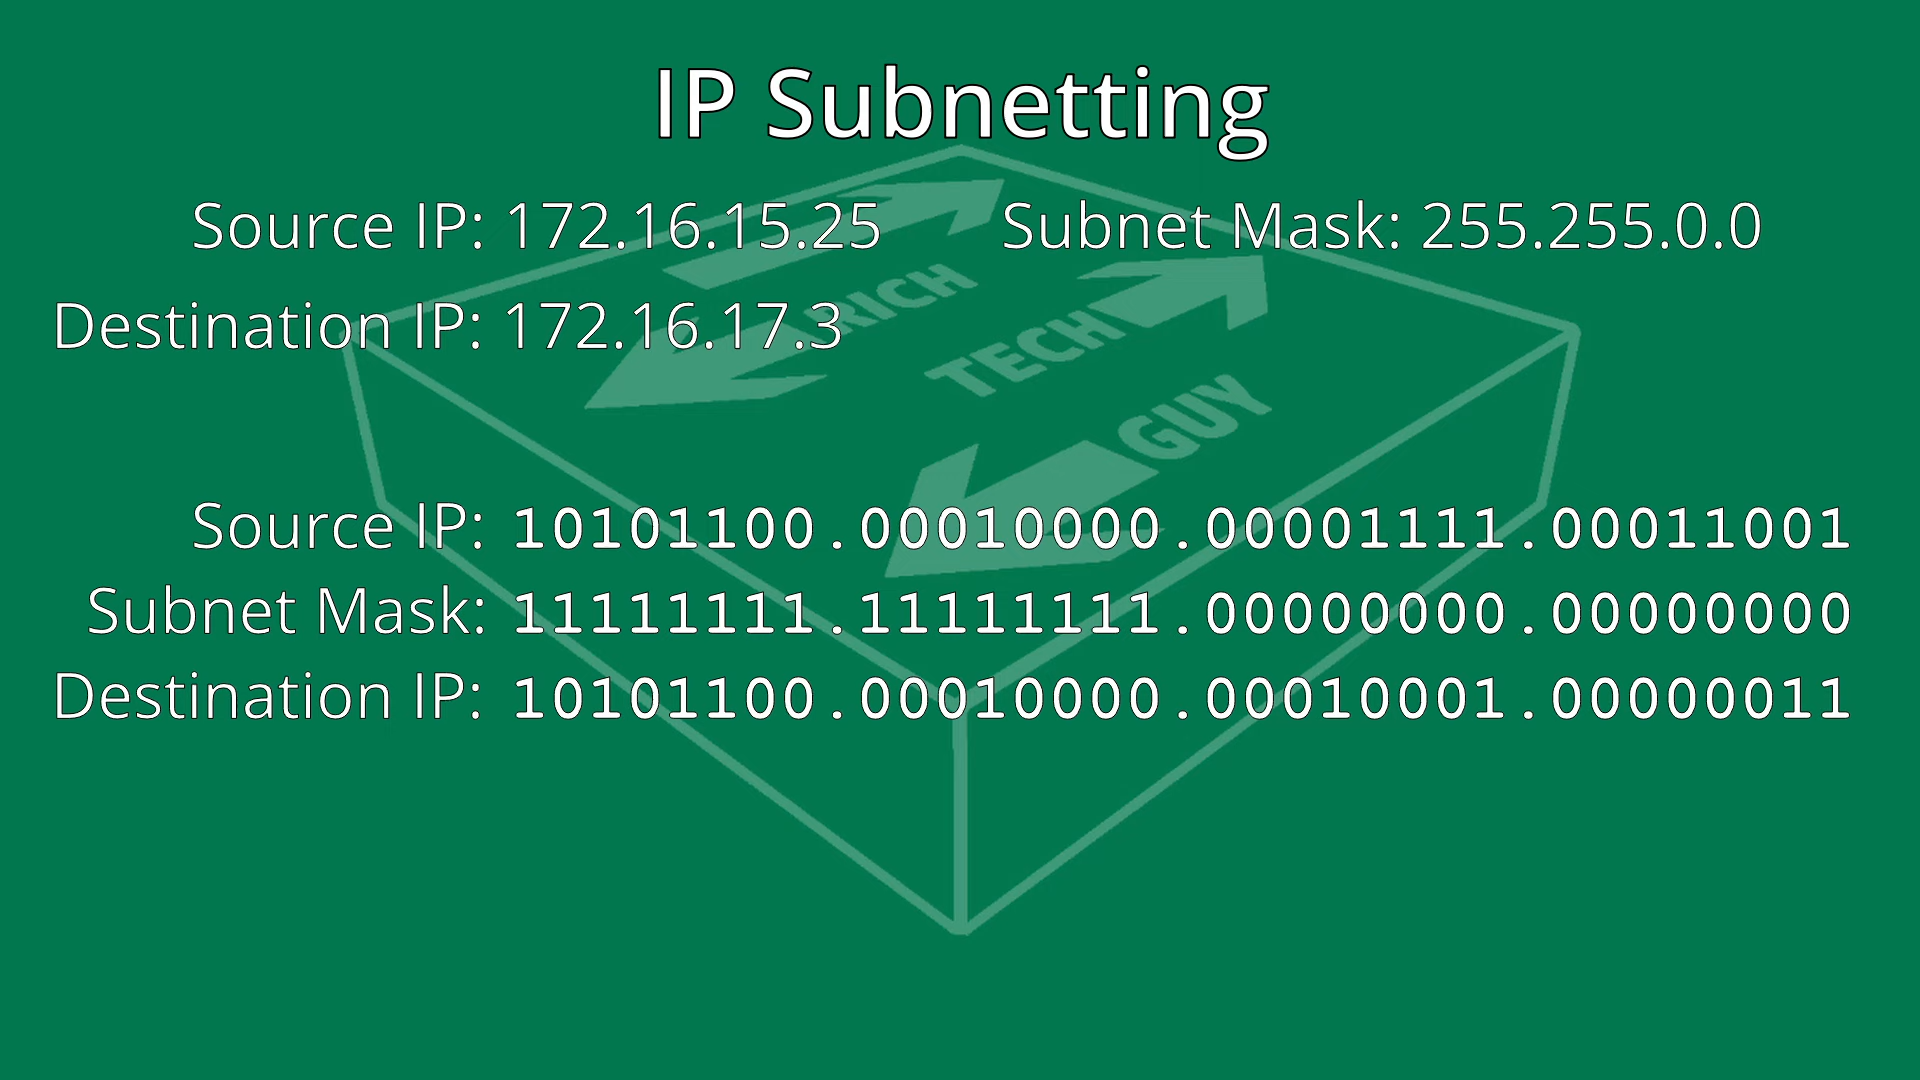 IP Subnetting
Source IP: 172.16.15.25 Subnet Mask: 255.255.0.0
Destination IP: 172.16.17.3
RICH
TECH
GUY
Source IP: 10101100.00010000.00001111.00011001
Subnet Mask: 11111111.11111111.00000000.00000000
Destination IP: 10101100.00010000.00010001.00000011